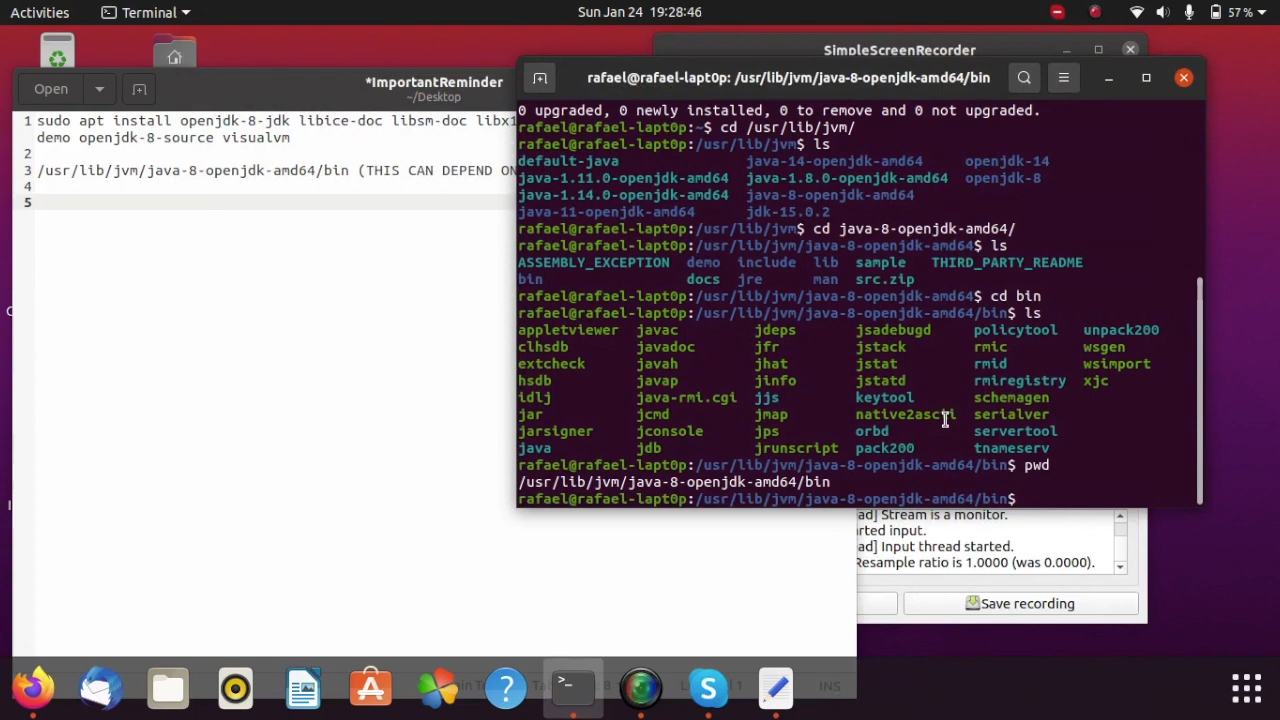 Activities Terminal Sun Jan 24 19:28:46 57 %
SimpleScreenRecorder
Open *ImportantReminder
~/Desktop
1 sudo apt install openjdk-8-jdk libice-doc libsm-doc libx1
demo openjdk-8-source visualvm
2
3 /usr/lib/jvm/java-8-openjdk-amd64/bin (THIS CAN DEPEND ON
4
5
rafael@rafael-lapt0p: /usr/lib/jvm/java-8-openjdk-amd64/bin
0 upgraded, 0 newly installed, 0 to remove and 0 not upgraded.
rafael@rafael-lapt0p:~$ cd /usr/lib/jvm/
rafael@rafael-lapt0p:/usr/lib/jvm$ ls
default-java java-14-openjdk-amd64 openjdk-14
java-1.11.0-openjdk-amd64 java-1.8.0-openjdk-amd64 openjdk-8
java-1.14.0-openjdk-amd64 java-8-openjdk-amd64
java-11-openjdk-amd64 jdk-15.0.2
rafael@rafael-lapt0p:/usr/lib/jvm$ cd java-8-openjdk-amd64/
rafael@rafael-lapt0p:/usr/lib/jvm/java-8-openjdk-amd64$ ls
ASSEMBLY_EXCEPTION demo include lib sample THIRD_PARTY_README
bin docs jre man src.zip
rafael@rafael-lapt0p:/usr/lib/jvm/java-8-openjdk-amd64$ cd bin
rafael@rafael-lapt0p:/usr/lib/jvm/java-8-openjdk-amd64/bin$ ls
appletviewer javac jdeps jsadebugd policytool unpack200
clhsdb javadoc jfr jstack rmic wsgen
extcheck javah jhat jstat rmid wsimport
hsdb javap jinfo jstatd rmiregistry xjc
idlj java-rmi.cgi jjs keytool schemagen
jar jcmd jmap native2ascii serialver
jarsigner jconsole jps orbd servertool
java jdb jrunscript pack200 tnameserv
rafael@rafael-lapt0p:/usr/lib/jvm/java-8-openjdk-amd64/bin$ pwd
/usr/lib/jvm/java-8-openjdk-amd64/bin
rafael@rafael-lapt0p:/usr/lib/jvm/java-8-openjdk-amd64/bin$
ad] Stream is a monitor.
arted input.
ad] Input thread started.
Resample ratio is 1.0000 (was 0.0000).
Save recording
INS